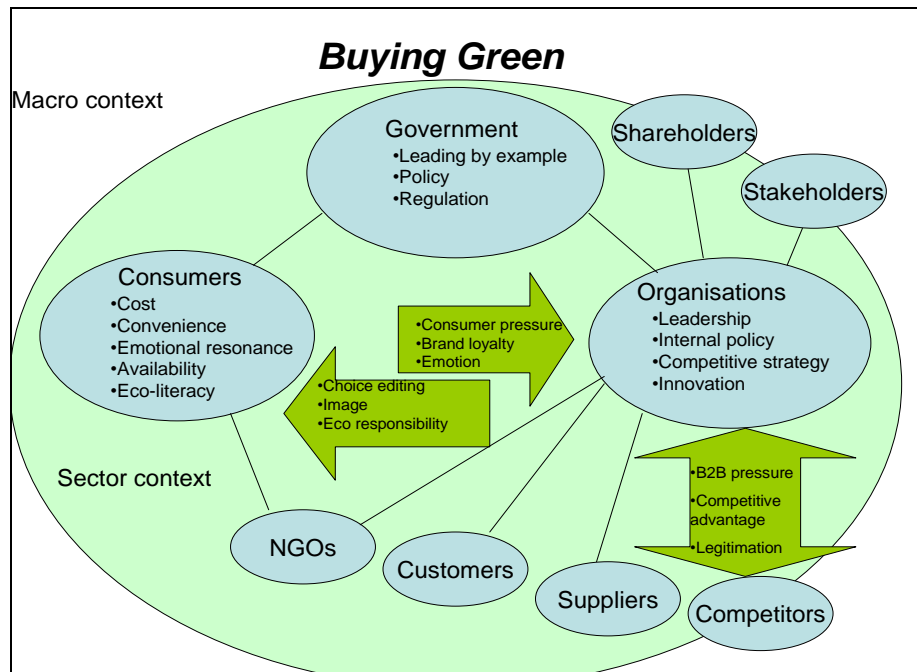 Buying Green
Macro context
Government
•Leading by example
•Policy
•Regulation
Shareholders
Stakeholders
Consumers
•Cost
•Convenience
•Emotional resonance
•Availability
•Eco-literacy
•Consumer pressure
•Brand loyalty
•Emotion
Organisations
•Leadership
•Internal policy
•Competitive strategy
•Innovation
•Choice editing
•Image
•Eco responsibility
Sector context
•B2B pressure
•Competitive
advantage
•Legitimation
NGOs
Customers
Suppliers
Competitors